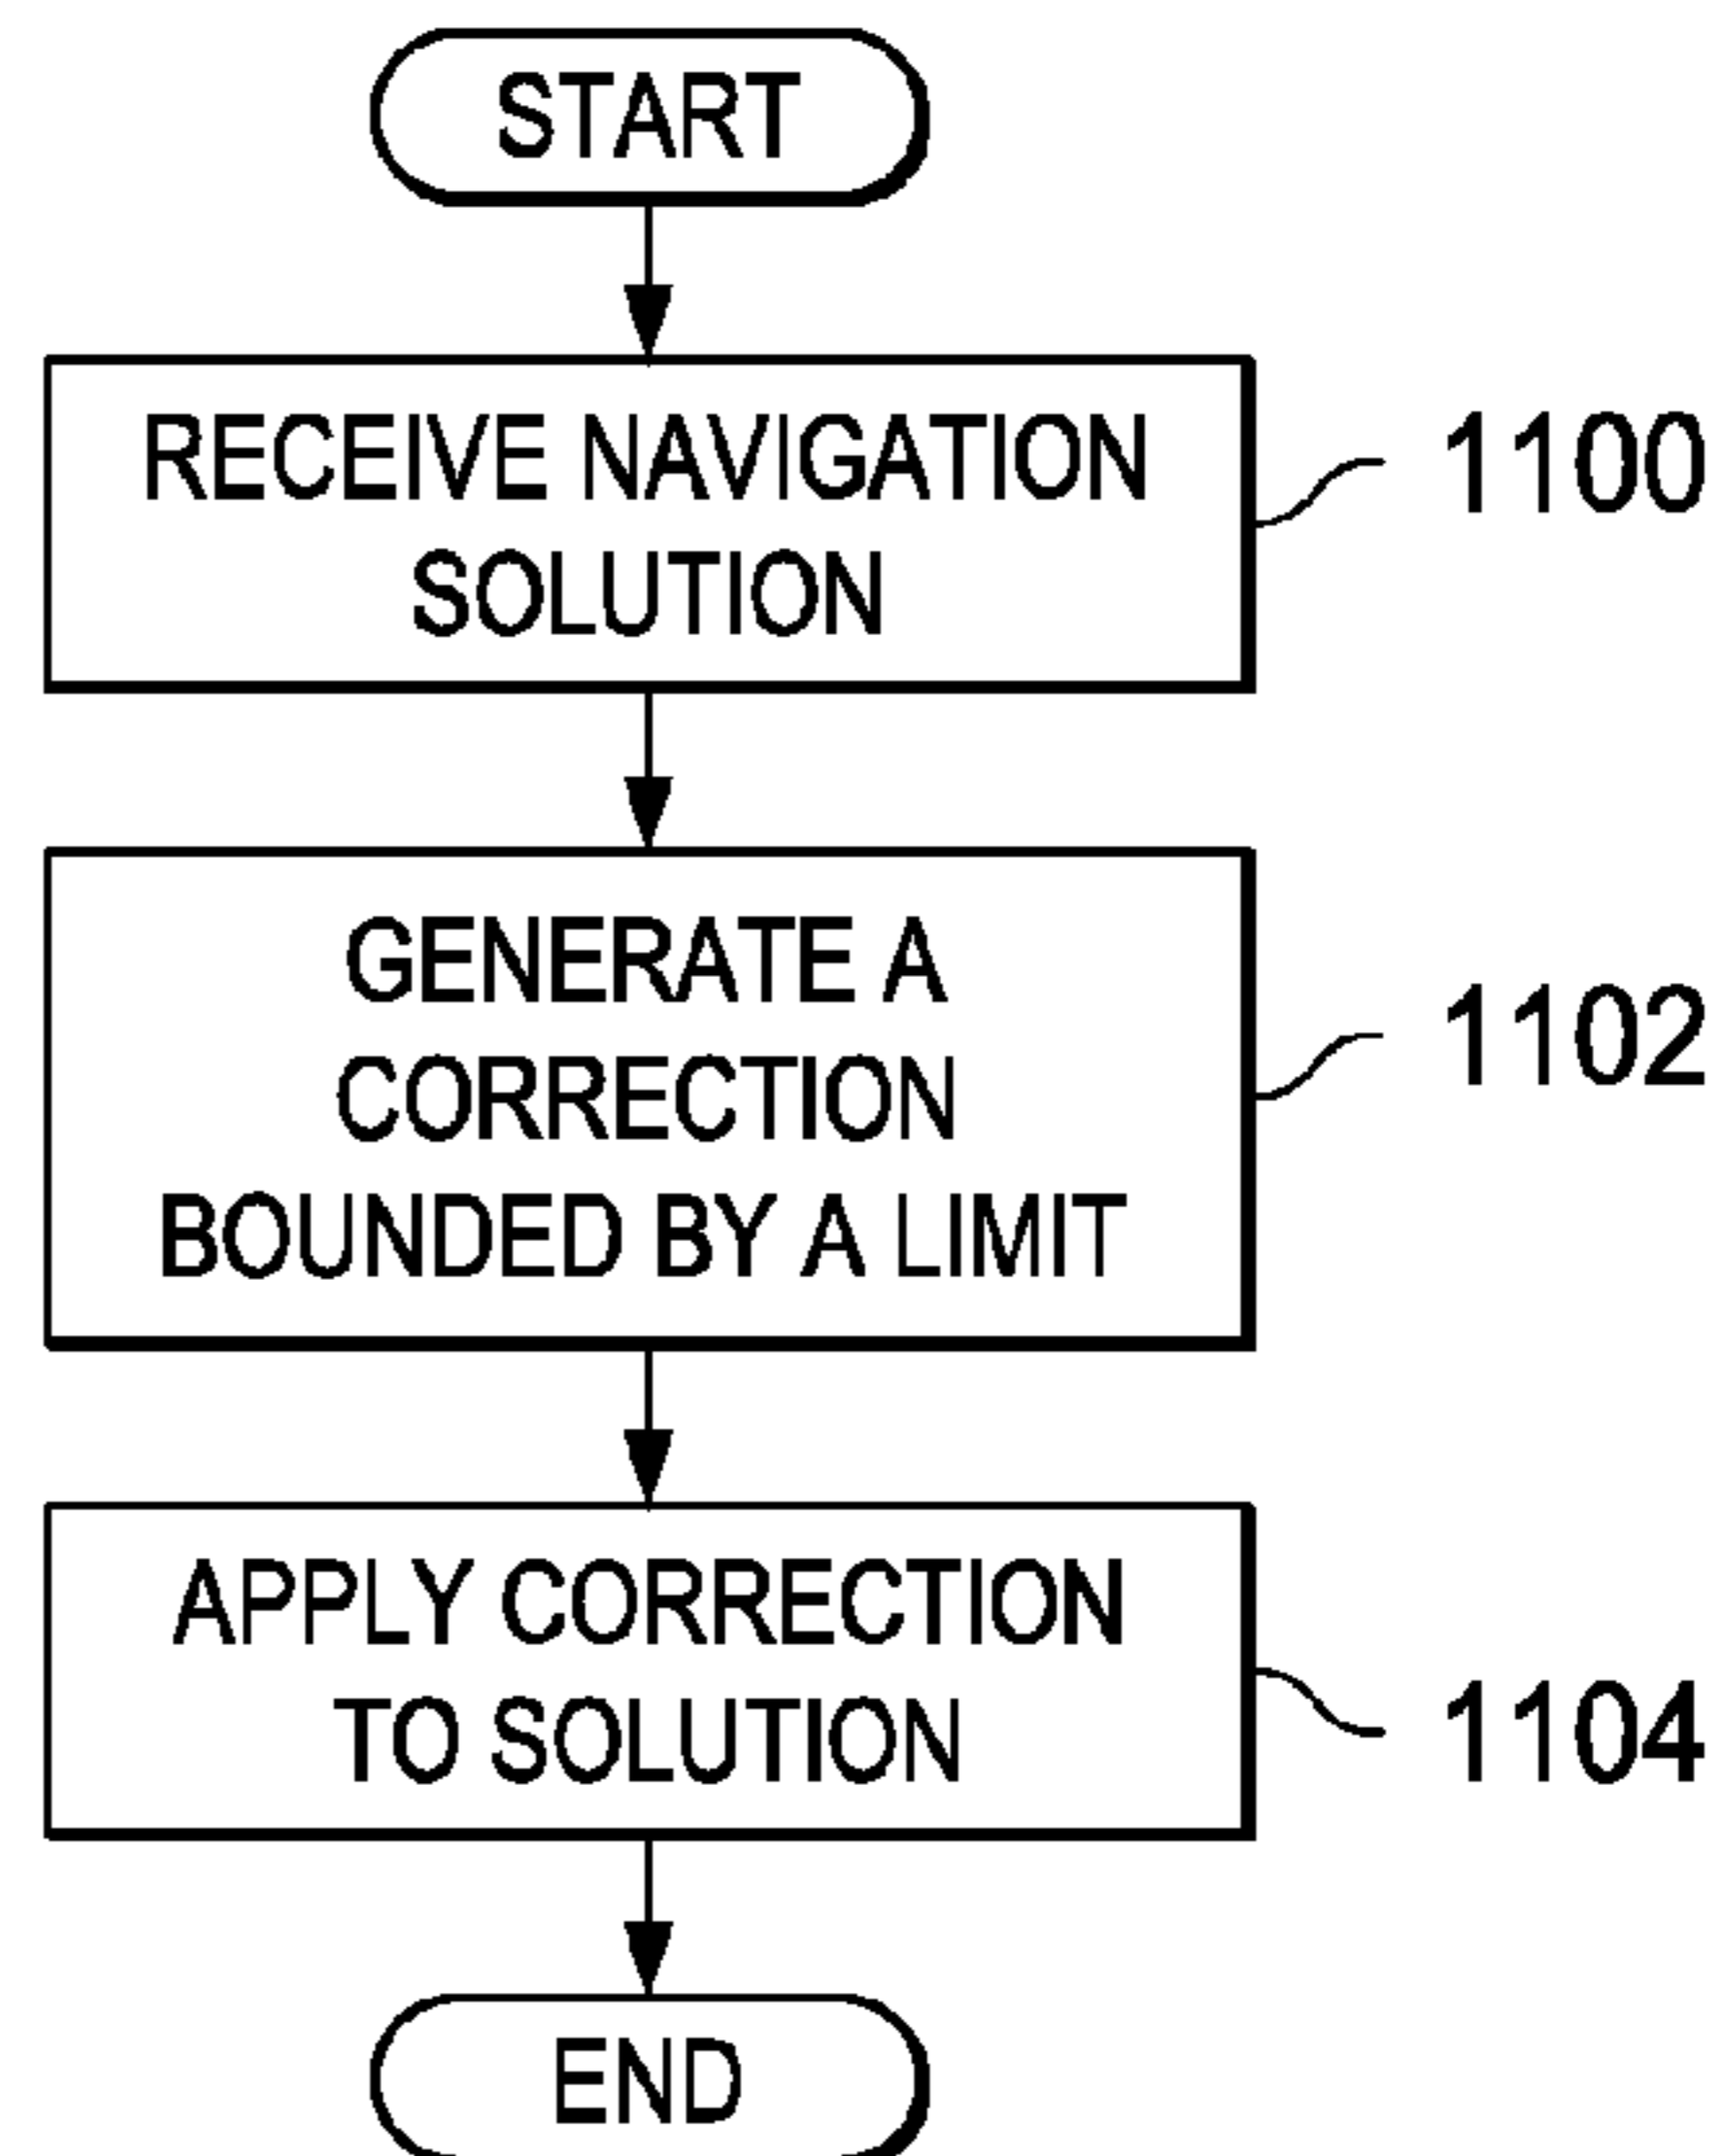 START
RECEIVE NAVIGATION
SOLUTION
1100
GENERATE A
CORRECTION
BOUNDED BY A LIMIT
1102
APPLY CORRECTION
TO SOLUTION
1104
END